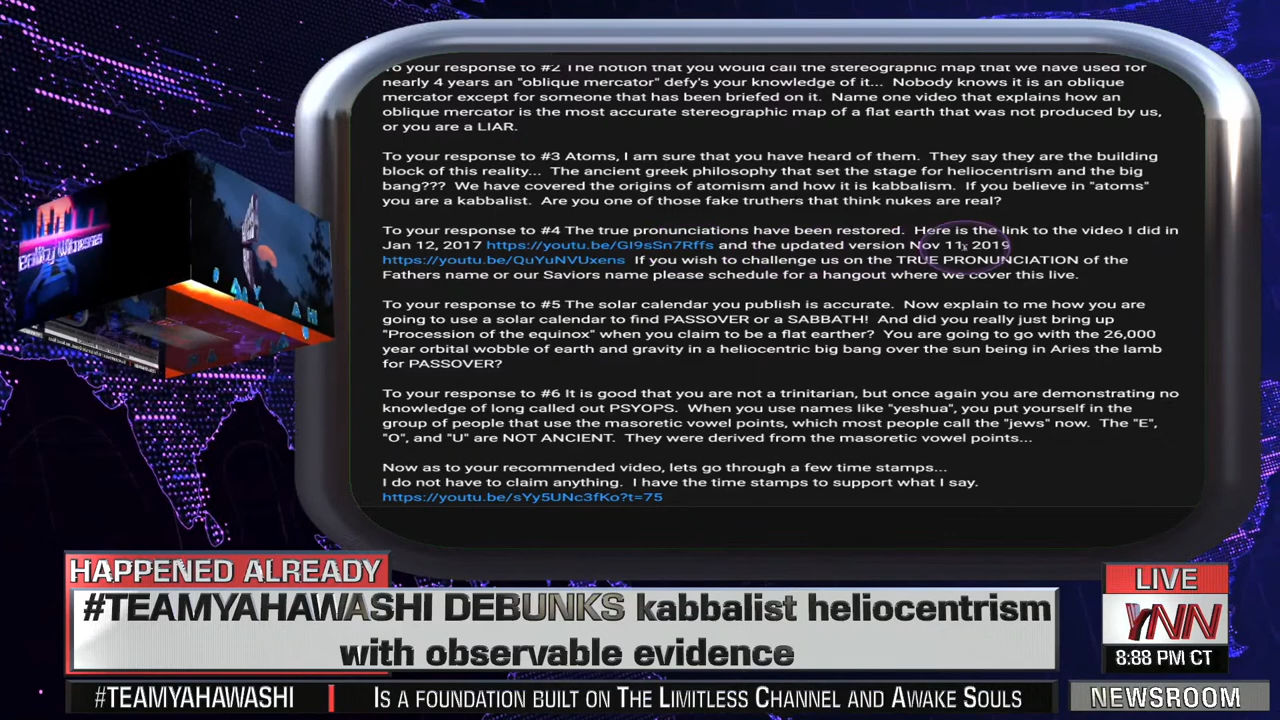 To your response to #2 The notion that you would call the stereographic map that we have used for
nearly 4 years an "oblique mercator" defy's your knowledge of it... Nobody knows it is an oblique
mercator except for someone that has been briefed on it. Name one video that explains how an
oblique mercator is the most accurate stereographic map of a flat earth that was not produced by us,
or you are a LIAR.
To your response to #3 Atoms, I am sure that you have heard of them. They say they are the building
block of this reality... The ancient greek philosophy that set the stage for heliocentrism and the big
bang??? We have covered the origins of atomism and how it is kabbalism. If you believe in "atoms"
you are a kabbalist. Are you one of those fake truthers that think nukes are real?
To your response to #4 The true pronunciations have been restored. Here is the link to the video I did in
Jan 12, 2017 https://youtu.be/GI9sSn7Rffs and the updated version Nov 11, 2019
https://youtu.be/QuYuNVUxens If you wish to challenge us on the TRUE PRONUNCIATION of the
Fathers name or our Saviors name please schedule for a hangout where we cover this live.
To your response to #5 The solar calendar you publish is accurate. Now explain to me how you are
going to use a solar calendar to find PASSOVER or a SABBATH! And did you really just bring up
"Procession of the equinox" when you claim to be a flat earther? You are going to go with the 26,000
year orbital wobble of earth and gravity in a heliocentric big bang over the sun being in Aries the lamb
for PASSOVER?
To your response to #6 It is good that you are not a trinitarian, but once again you are demonstrating no
knowledge of long called out PSYOPS. When you use names like "yeshua", you put yourself in the
group of people that use the masoretic vowel points, which most people call the "jews" now. The "E",
"O", and "U" are NOT ANCIENT. They were derived from the masoretic vowel points...
Now as to your recommended video, lets go through a few time stamps...
I do not have to claim anything. I have the time stamps to support what I say.
https://youtu.be/sYy5UNc3fKo?t=75
HAPPENED ALREADY
#TEAMYAHAWASHI DEBUNKS kabbalist heliocentrism
with observable evidence
LIVE
YNN
8:88 PM CT
#TEAMYAHAWASHI
IS A FOUNDATION BUILT ON THE LIMITLESS CHANNEL AND AWAKE SOULS
NEWSROOM